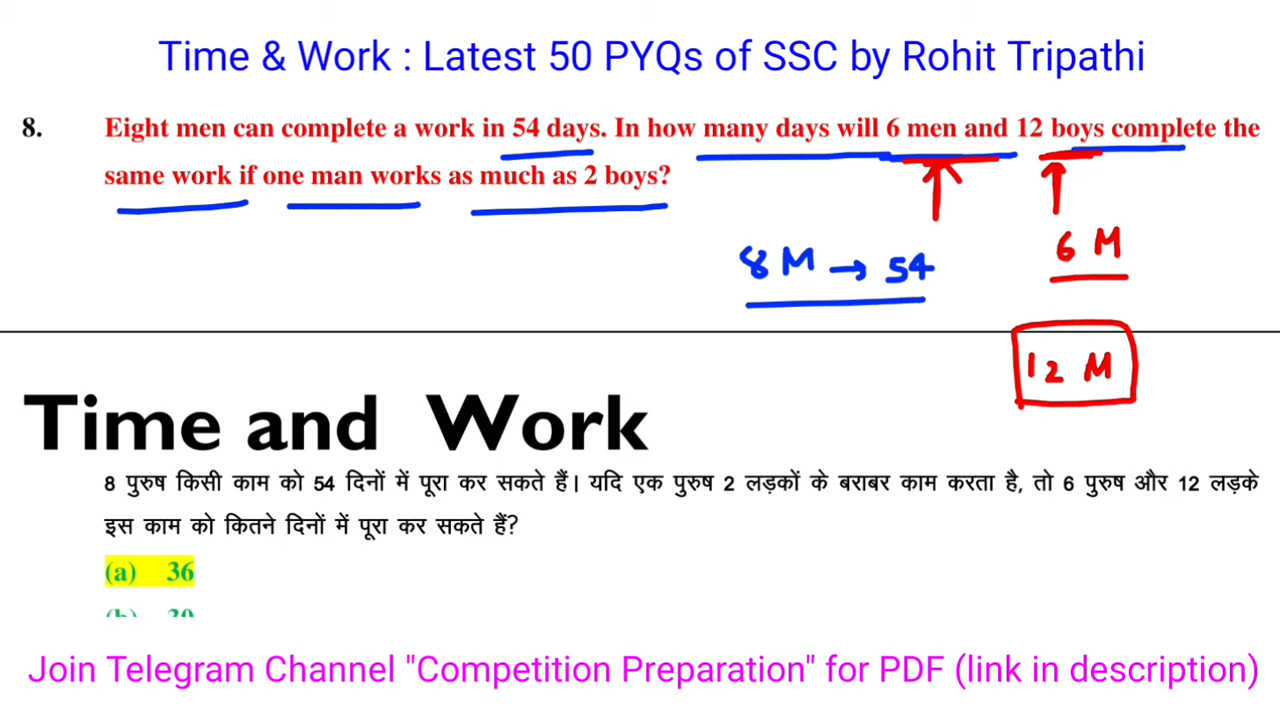 Time & Work : Latest 50 PYQs of SSC by Rohit Tripathi
8. Eight men can complete a work in 54 days. In how many days will 6 men and 12 boys complete the
same work if one man works as much as 2 boys?
8 M → 54
6 M
12 M
Time and Work
8 पुरुष किसी काम को 54 दिनों में पूरा कर सकते हैं। यदि एक पुरुष 2 लड़कों के बराबर काम करता है, तो 6 पुरुष और 12 लड़के
इस काम को कितने दिनों में पूरा कर सकते हैं?
(a) 36
Join Telegram Channel "Competition Preparation" for PDF (link in description)